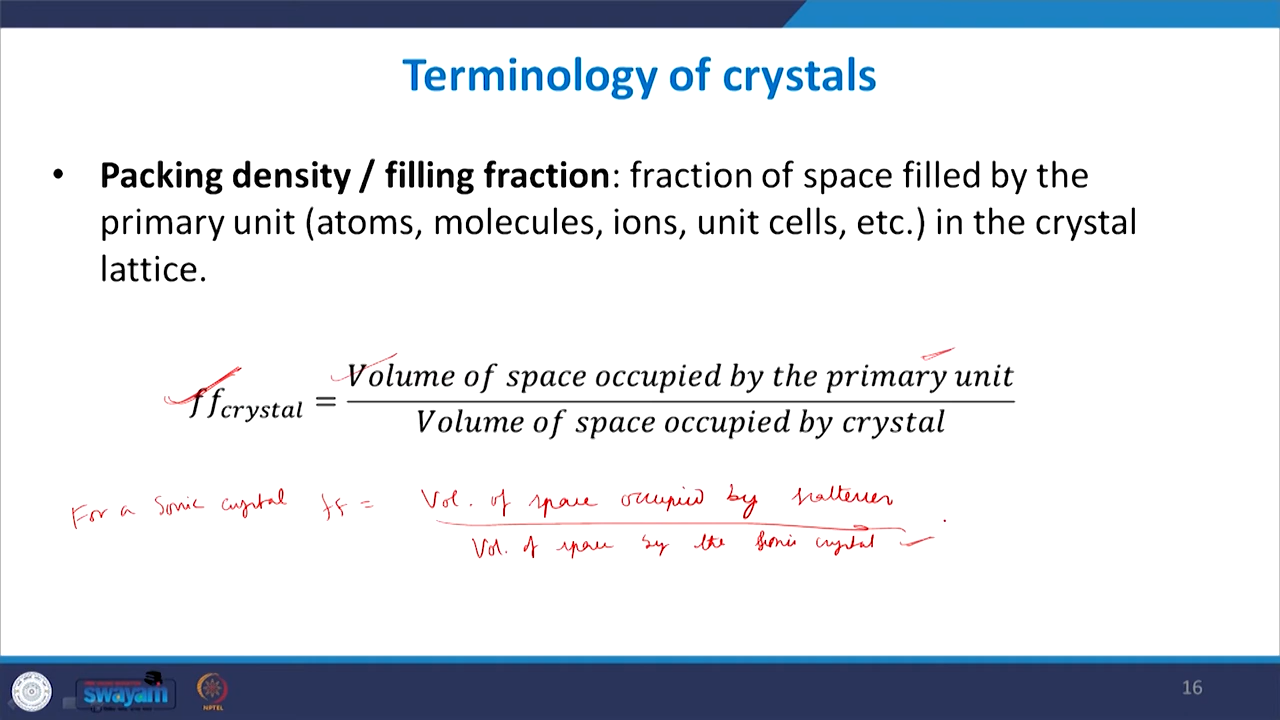 Terminology of crystals
• Packing density / filling fraction: fraction of space filled by the
primary unit (atoms, molecules, ions, unit cells, etc.) in the crystal
lattice.
ff_crystal = Volume of space occupied by the primary unit / Volume of space occupied by crystal
For a Sonic crystal ff = Vol. of space occupied by scatterer / Vol. of space by the Sonic crystal
swayam
NPTEL
16